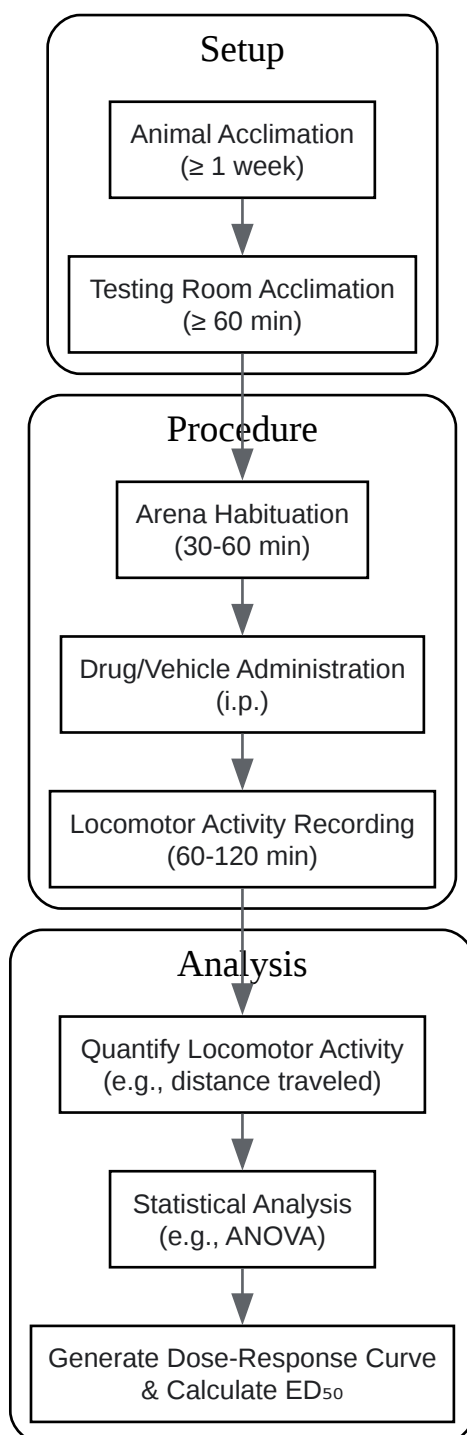 Setup
Animal Acclimation
(≥ 1 week)
Testing Room Acclimation
(≥ 60 min)
Procedure
Arena Habituation
(30-60 min)
Drug/Vehicle Administration
(i.p.)
Locomotor Activity Recording
(60-120 min)
Analysis
Quantify Locomotor Activity
(e.g., distance traveled)
Statistical Analysis
(e.g., ANOVA)
Generate Dose-Response Curve
& Calculate ED₅₀